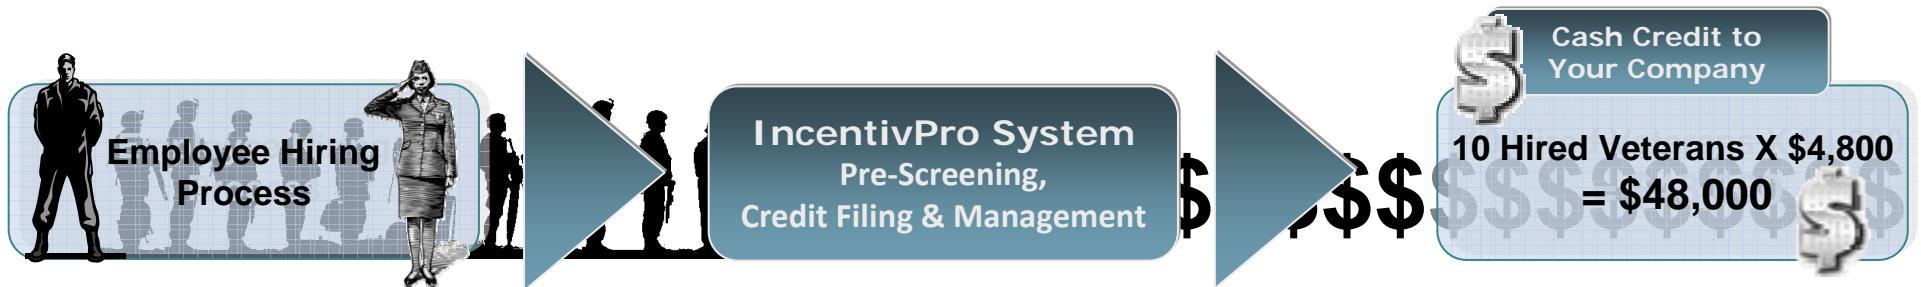 Employee Hiring
Process
IncentivPro System
Pre-Screening,
Credit Filing & Management
Cash Credit to
Your Company
10 Hired Veterans X $4,800
= $48,000